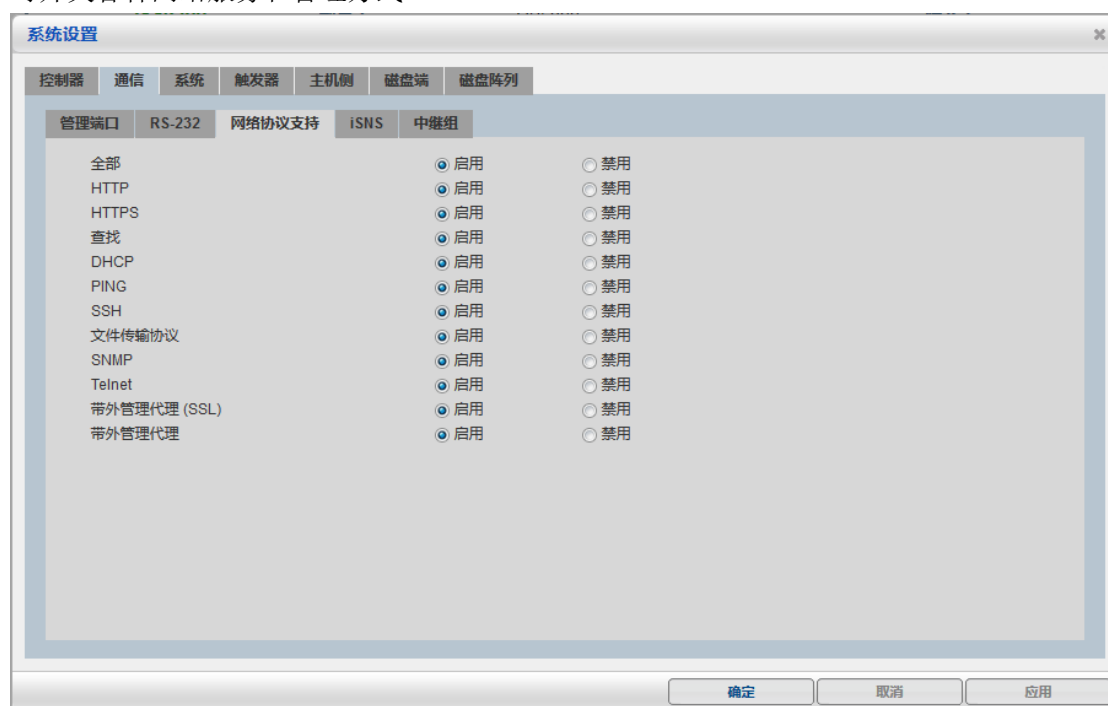 系统设置
控制器 通信 系统 触发器 主机侧 磁盘端 磁盘阵列
管理端口 RS-232 网络协议支持 iSNS 中继组
全部 启用 禁用
HTTP 启用 禁用
HTTPS 启用 禁用
查找 启用 禁用
DHCP 启用 禁用
PING 启用 禁用
SSH 启用 禁用
文件传输协议 启用 禁用
SNMP 启用 禁用
Telnet 启用 禁用
带外管理代理 (SSL) 启用 禁用
带外管理代理 启用 禁用
确定 取消 应用